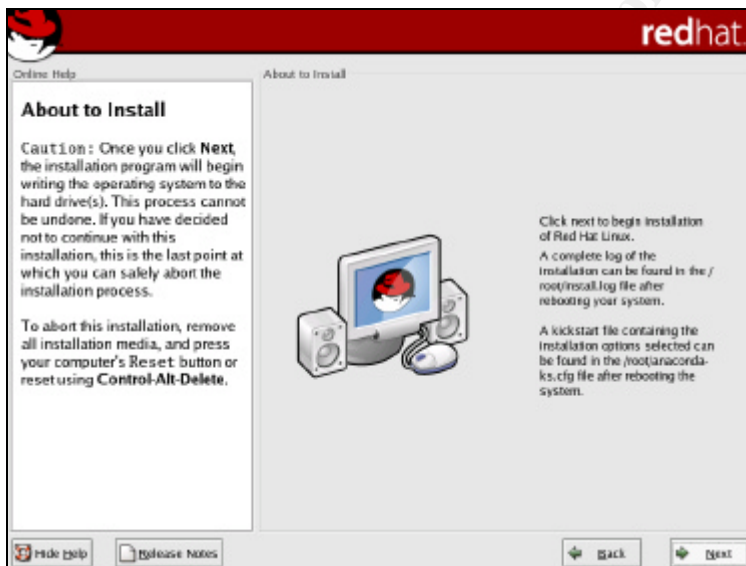 redhat.
Online Help
About to Install
About to Install
Caution: Once you click Next,
the installation program will begin
writing the operating system to the
hard drive(s). This process cannot
be undone. If you have decided
not to continue with this
installation, this is the last point at
which you can safely abort the
installation process.
To abort this installation, remove
all installation media, and press
your computer's Reset button or
reset using Control-Alt-Delete.
Click next to begin installation
of Red Hat Linux.
A complete log of the
installation can be found in the /
root/install.log file after
rebooting your system.
A kickstart file containing the
installation options selected can
be found in the /root/anaconda-
ks.cfg file after rebooting the
system.
Hide Help
Release Notes
Back
Next